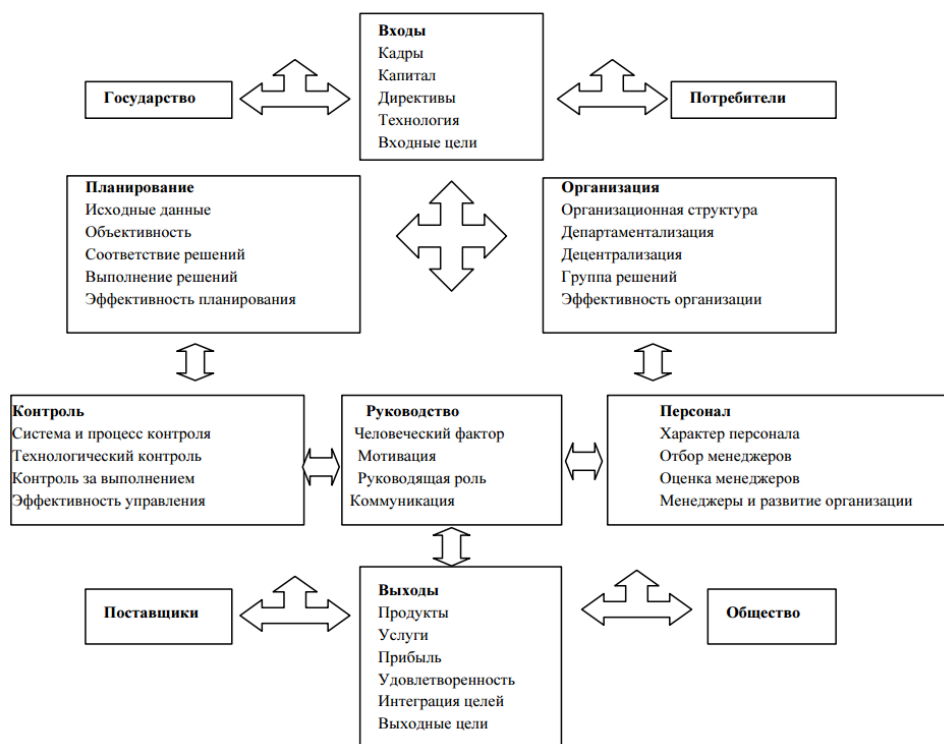 Входы
Кадры
Капитал
Директивы
Технология
Входные цели
Государство
Потребители
Планирование
Исходные данные
Объективность
Соответствие решений
Выполнение решений
Эффективность планирования
Организация
Организационная структура
Департаментализация
Децентрализация
Группа решений
Эффективность организации
Контроль
Система и процесс контроля
Технологический контроль
Контроль за выполнением
Эффективность управления
Руководство
Человеческий фактор
Мотивация
Руководящая роль
Коммуникация
Персонал
Характер персонала
Отбор менеджеров
Оценка менеджеров
Менеджеры и развитие организации
Поставщики
Выходы
Продукты
Услуги
Прибыль
Удовлетворенность
Интеграция целей
Выходные цели
Общество